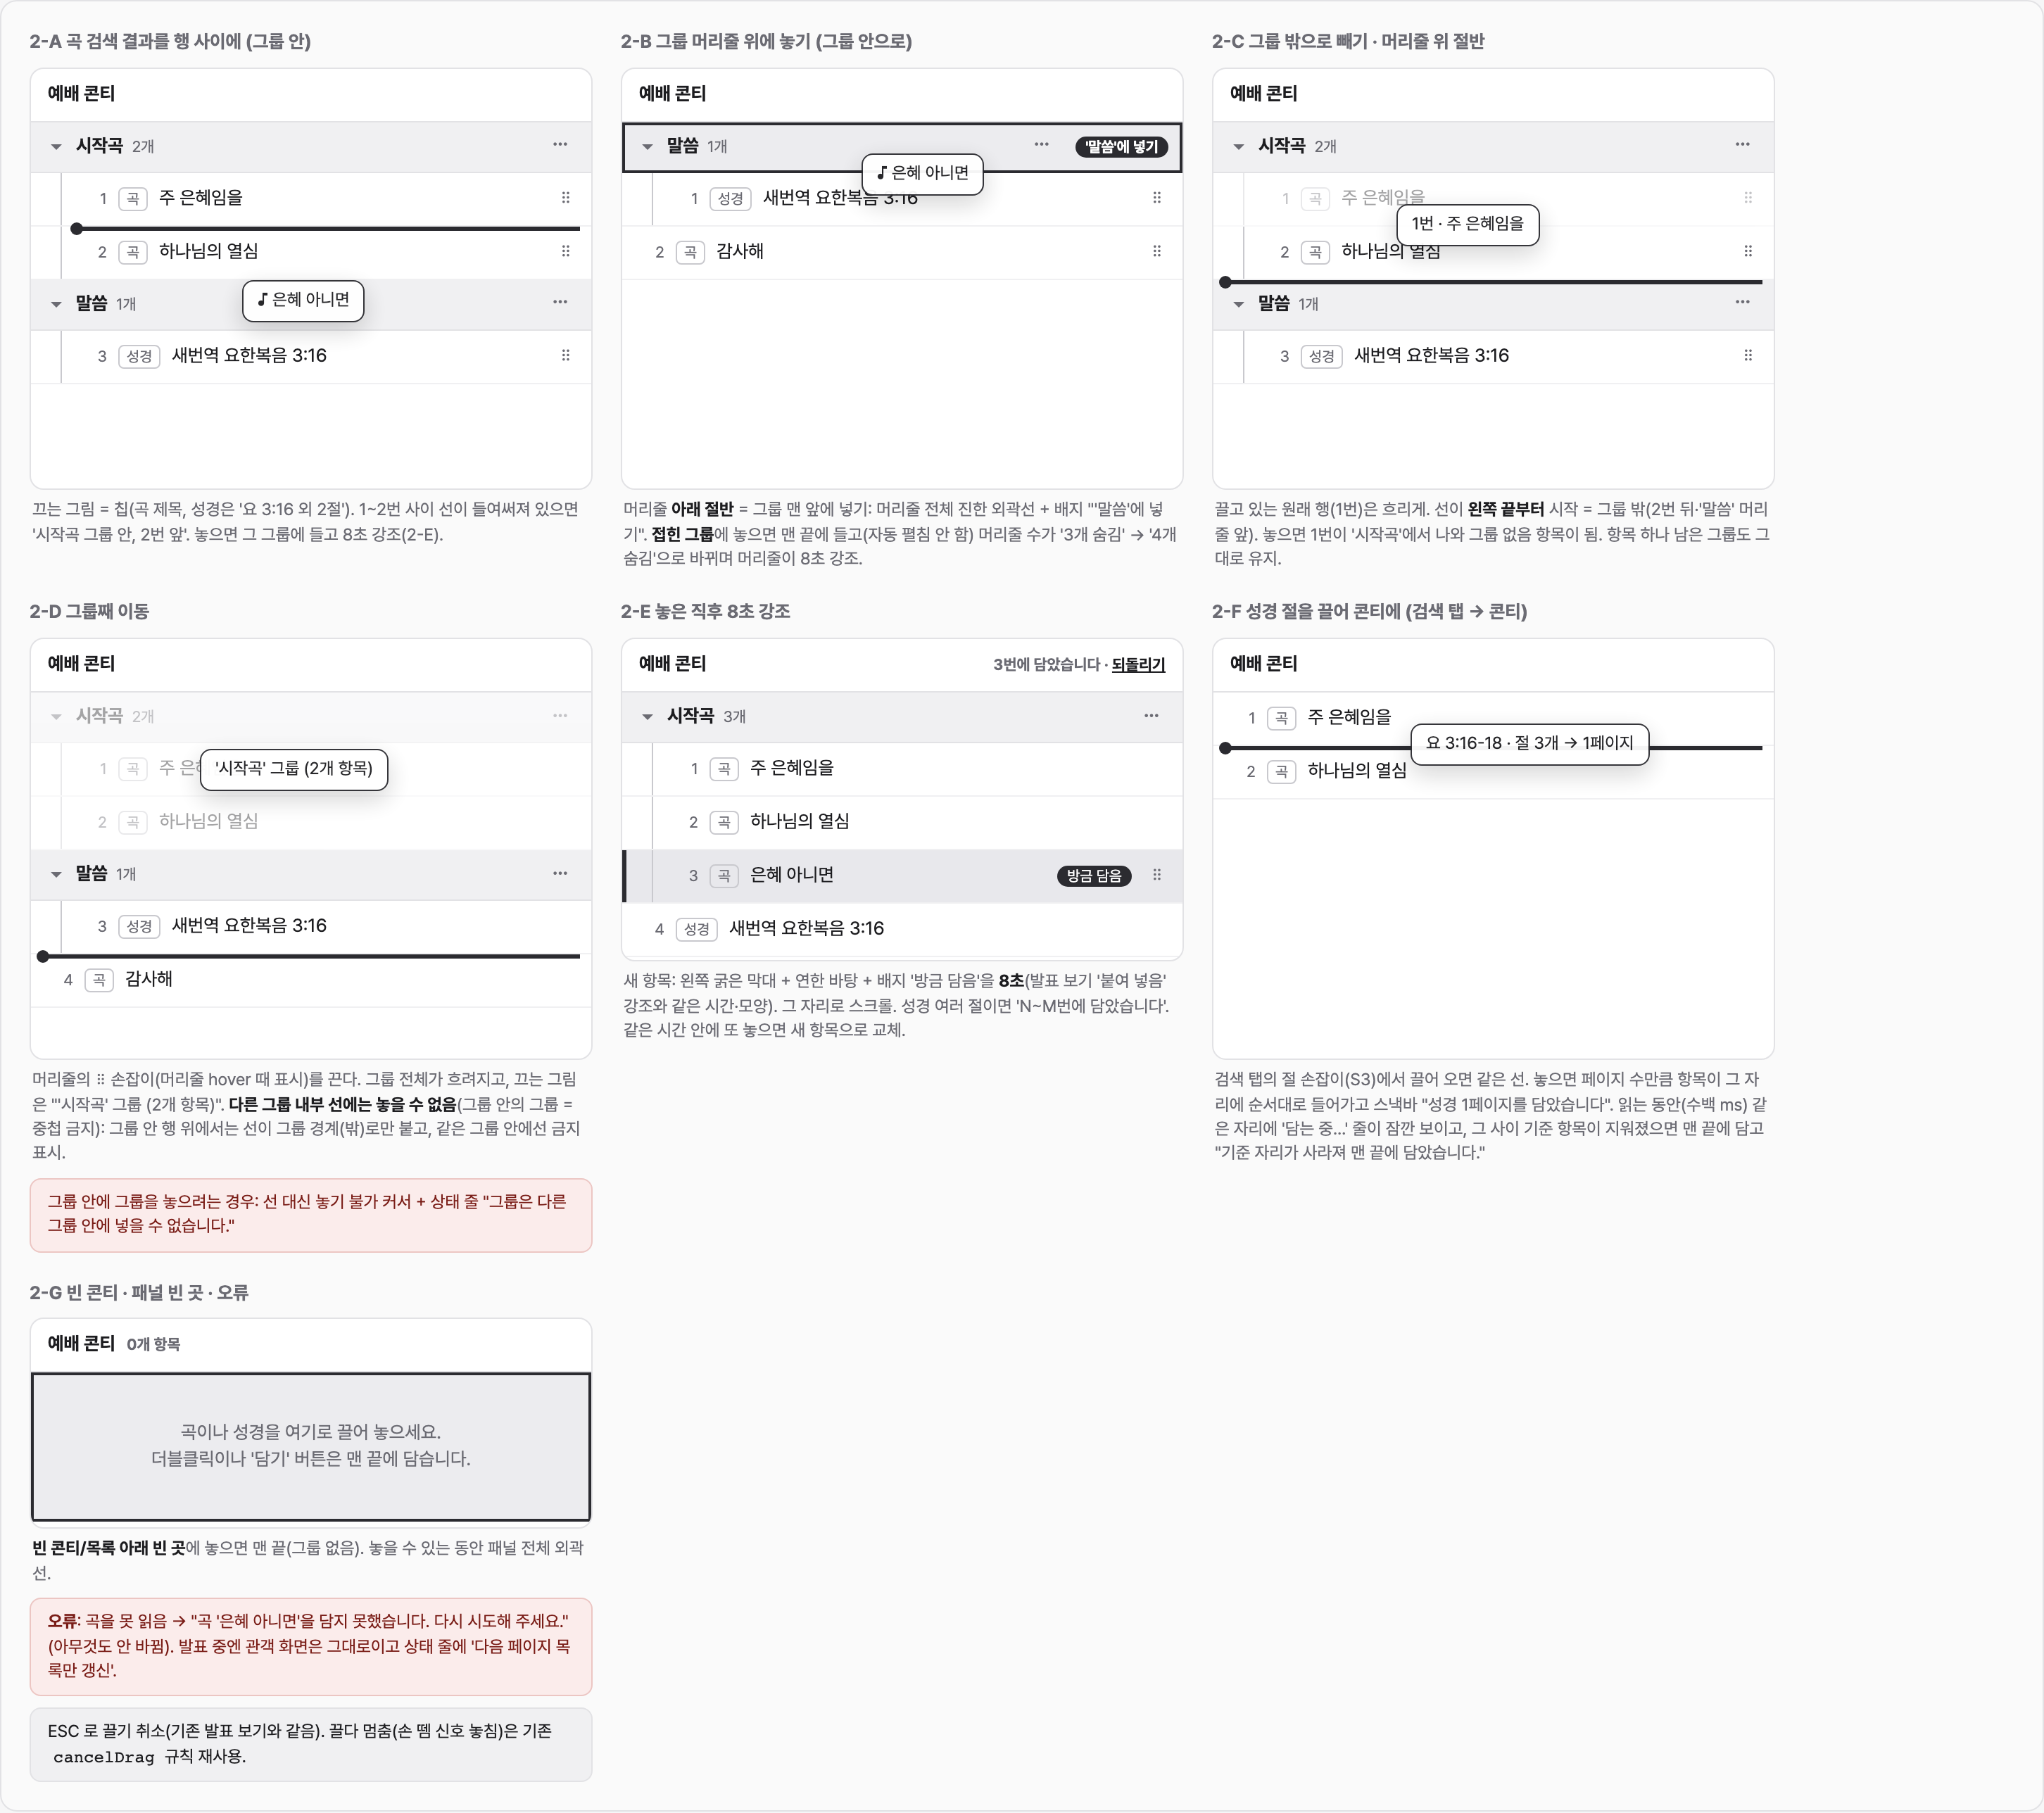 2-A 곡 검색 결과를 행 사이에 (그룹 안)
예배 콘티
시작곡 2개
1 곡 주 은혜임을
2 곡 하나님의 열심
말씀 1개
♪ 은혜 아니면
3 성경 새번역 요한복음 3:16
끄는 그림 = 칩(곡 제목, 성경은 '요 3:16 외 2절'). 1~2번 사이 선이 들여써져 있으면
'시작곡 그룹 안, 2번 앞'. 놓으면 그 그룹에 들고 8초 강조(2-E).
2-B 그룹 머리줄 위에 놓기 (그룹 안으로)
예배 콘티
말씀 1개
'말씀'에 넣기
♪ 은혜 아니면
1 성경 새번역 요한복음 3:16
2 곡 감사해
머리줄 아래 절반 = 그룹 맨 앞에 넣기: 머리줄 전체 진한 외곽선 + 배지 "'말씀'에 넣
기". 접힌 그룹에 놓으면 맨 끝에 들고(자동 펼침 안 함) 머리줄 수가 '3개 숨김' → '4개
숨김'으로 바뀌며 머리줄이 8초 강조.
2-C 그룹 밖으로 빼기 · 머리줄 위 절반
예배 콘티
시작곡 2개
1 곡 주 은혜임을
1번 · 주 은혜임을
2 곡 하나님의 열심
말씀 1개
3 성경 새번역 요한복음 3:16
끌고 있는 원래 행(1번)은 흐리게. 선이 왼쪽 끝부터 시작 = 그룹 밖(2번 뒤·'말씀' 머리
줄 앞). 놓으면 1번이 '시작곡'에서 나와 그룹 없음 항목이 됨. 항목 하나 남은 그룹도 그
대로 유지.
2-D 그룹째 이동
예배 콘티
시작곡 2개
1 곡 주 은
'시작곡' 그룹 (2개 항목)
2 곡 하나님의 열심
말씀 1개
3 성경 새번역 요한복음 3:16
4 곡 감사해
머리줄의 ⠿ 손잡이(머리줄 hover 때 표시)를 끈다. 그룹 전체가 흐려지고, 끄는 그림
은 "'시작곡' 그룹 (2개 항목)". 다른 그룹 내부 선에는 놓을 수 없음(그룹 안의 그룹 =
중첩 금지): 그룹 안 행 위에서는 선이 그룹 경계(밖)로만 붙고, 같은 그룹 안에선 금지
표시.
그룹 안에 그룹을 놓으려는 경우: 선 대신 놓기 불가 커서 + 상태 줄 "그룹은 다른
그룹 안에 넣을 수 없습니다."
2-E 놓은 직후 8초 강조
예배 콘티
3번에 담았습니다 · 되돌리기
시작곡 3개
1 곡 주 은혜임을
2 곡 하나님의 열심
3 곡 은혜 아니면 방금 담음
4 성경 새번역 요한복음 3:16
새 항목: 왼쪽 굵은 막대 + 연한 바탕 + 배지 '방금 담음'을 8초(발표 보기 '붙여 넣음'
강조와 같은 시간·모양). 그 자리로 스크롤. 성경 여러 절이면 'N~M번에 담았습니다'.
같은 시간 안에 또 놓으면 새 항목으로 교체.
2-F 성경 절을 끌어 콘티에 (검색 탭 → 콘티)
예배 콘티
1 곡 주 은혜임을
요 3:16-18 · 절 3개 → 1페이지
2 곡 하나님의 열심
검색 탭의 절 손잡이(S3)에서 끌어 오면 같은 선. 놓으면 페이지 수만큼 항목이 그 자
리에 순서대로 들어가고 스낵바 "성경 1페이지를 담았습니다". 읽는 동안(수백 ms) 같
은 자리에 '담는 중…' 줄이 잠깐 보이고, 그 사이 기준 항목이 지워졌으면 맨 끝에 담고
"기준 자리가 사라져 맨 끝에 담았습니다."
2-G 빈 콘티 · 패널 빈 곳 · 오류
예배 콘티 0개 항목
곡이나 성경을 여기로 끌어 놓으세요.
더블클릭이나 '담기' 버튼은 맨 끝에 담습니다.
빈 콘티/목록 아래 빈 곳에 놓으면 맨 끝(그룹 없음). 놓을 수 있는 동안 패널 전체 외곽
선.
오류: 곡을 못 읽음 → "곡 '은혜 아니면'을 담지 못했습니다. 다시 시도해 주세요."
(아무것도 안 바뀜). 발표 중엔 관객 화면은 그대로이고 상태 줄에 '다음 페이지 목
록만 갱신'.
ESC 로 끌기 취소(기존 발표 보기와 같음). 끌다 멈춤(손 뗌 신호 놓침)은 기존
cancelDrag 규칙 재사용.